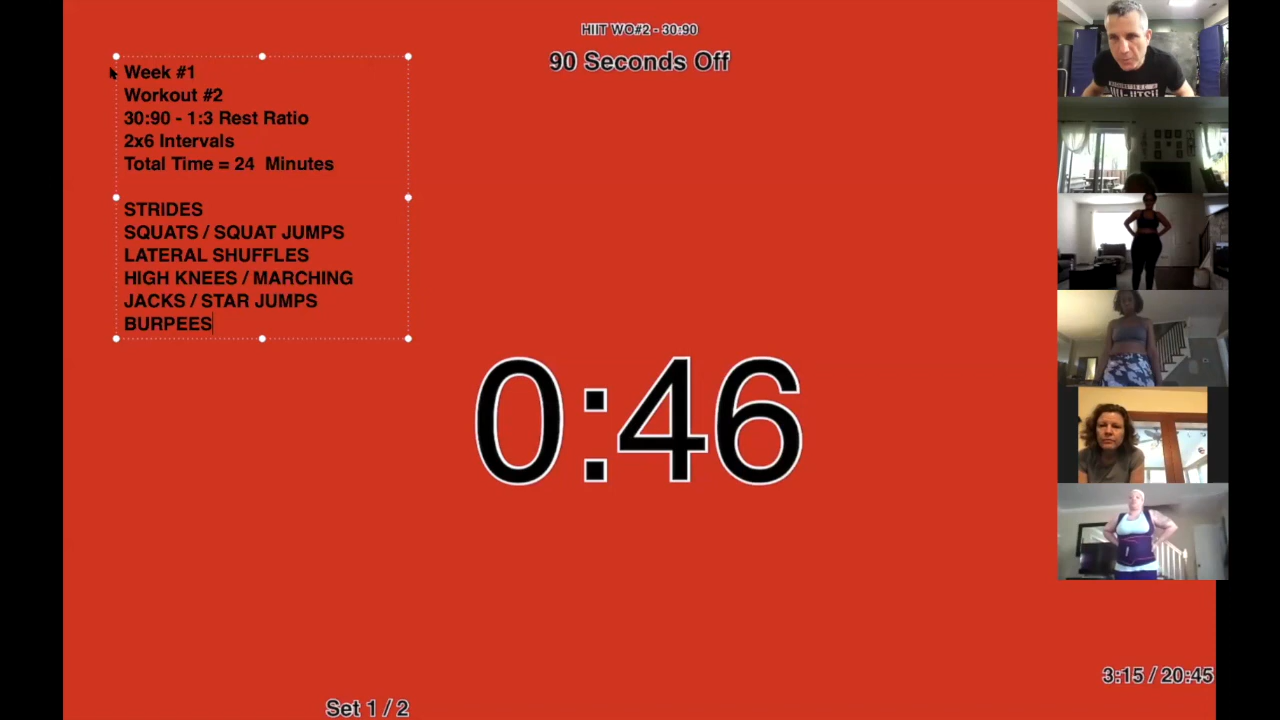 HIIT WO#2 - 30:90
90 Seconds Off
Week #1
Workout #2
30:90 - 1:3 Rest Ratio
2x6 Intervals
Total Time = 24  Minutes
STRIDES
SQUATS / SQUAT JUMPS
LATERAL SHUFFLES
HIGH KNEES / MARCHING
JACKS / STAR JUMPS
BURPEES
0:46
3:15 / 20:45
Set 1 / 2